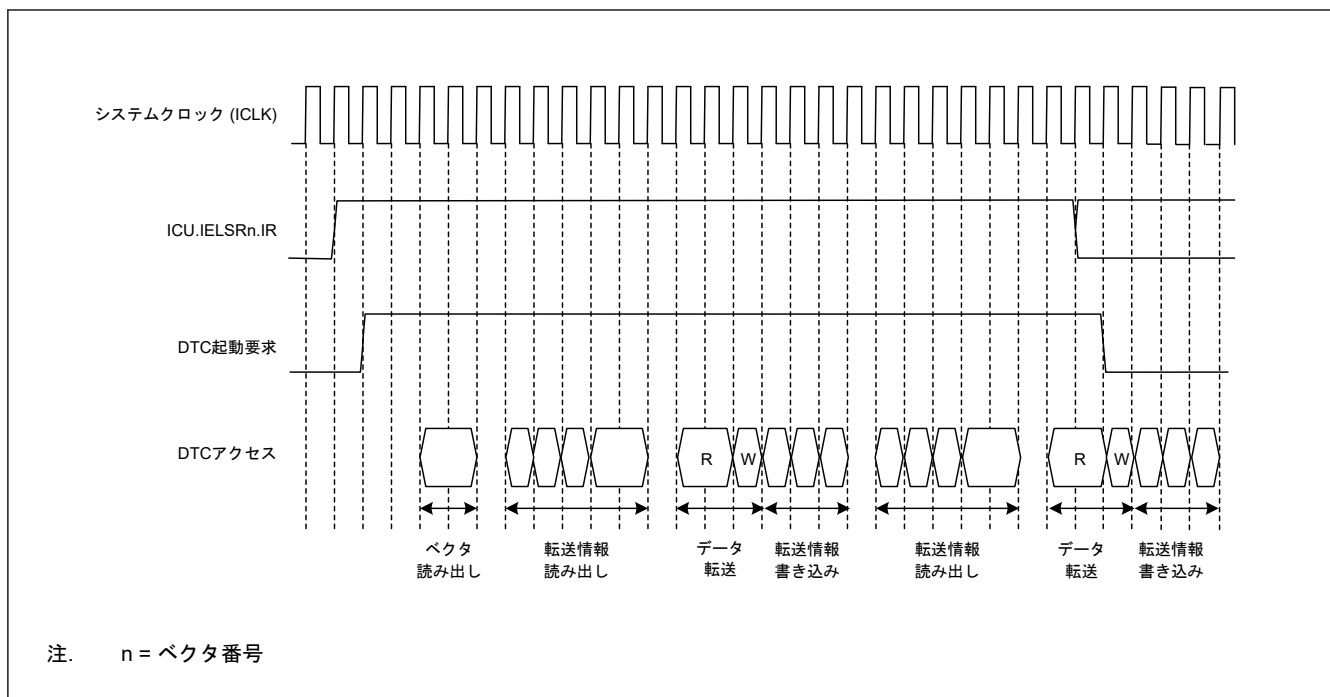 システムクロック (ICLK)
ICU.IELSRn.IR
DTC起動要求
DTCアクセス
R
W
R
W
ベクタ
読み出し
転送情報
読み出し
データ
転送
転送情報
書き込み
転送情報
読み出し
データ
転送
転送情報
書き込み
注. n = ベクタ番号